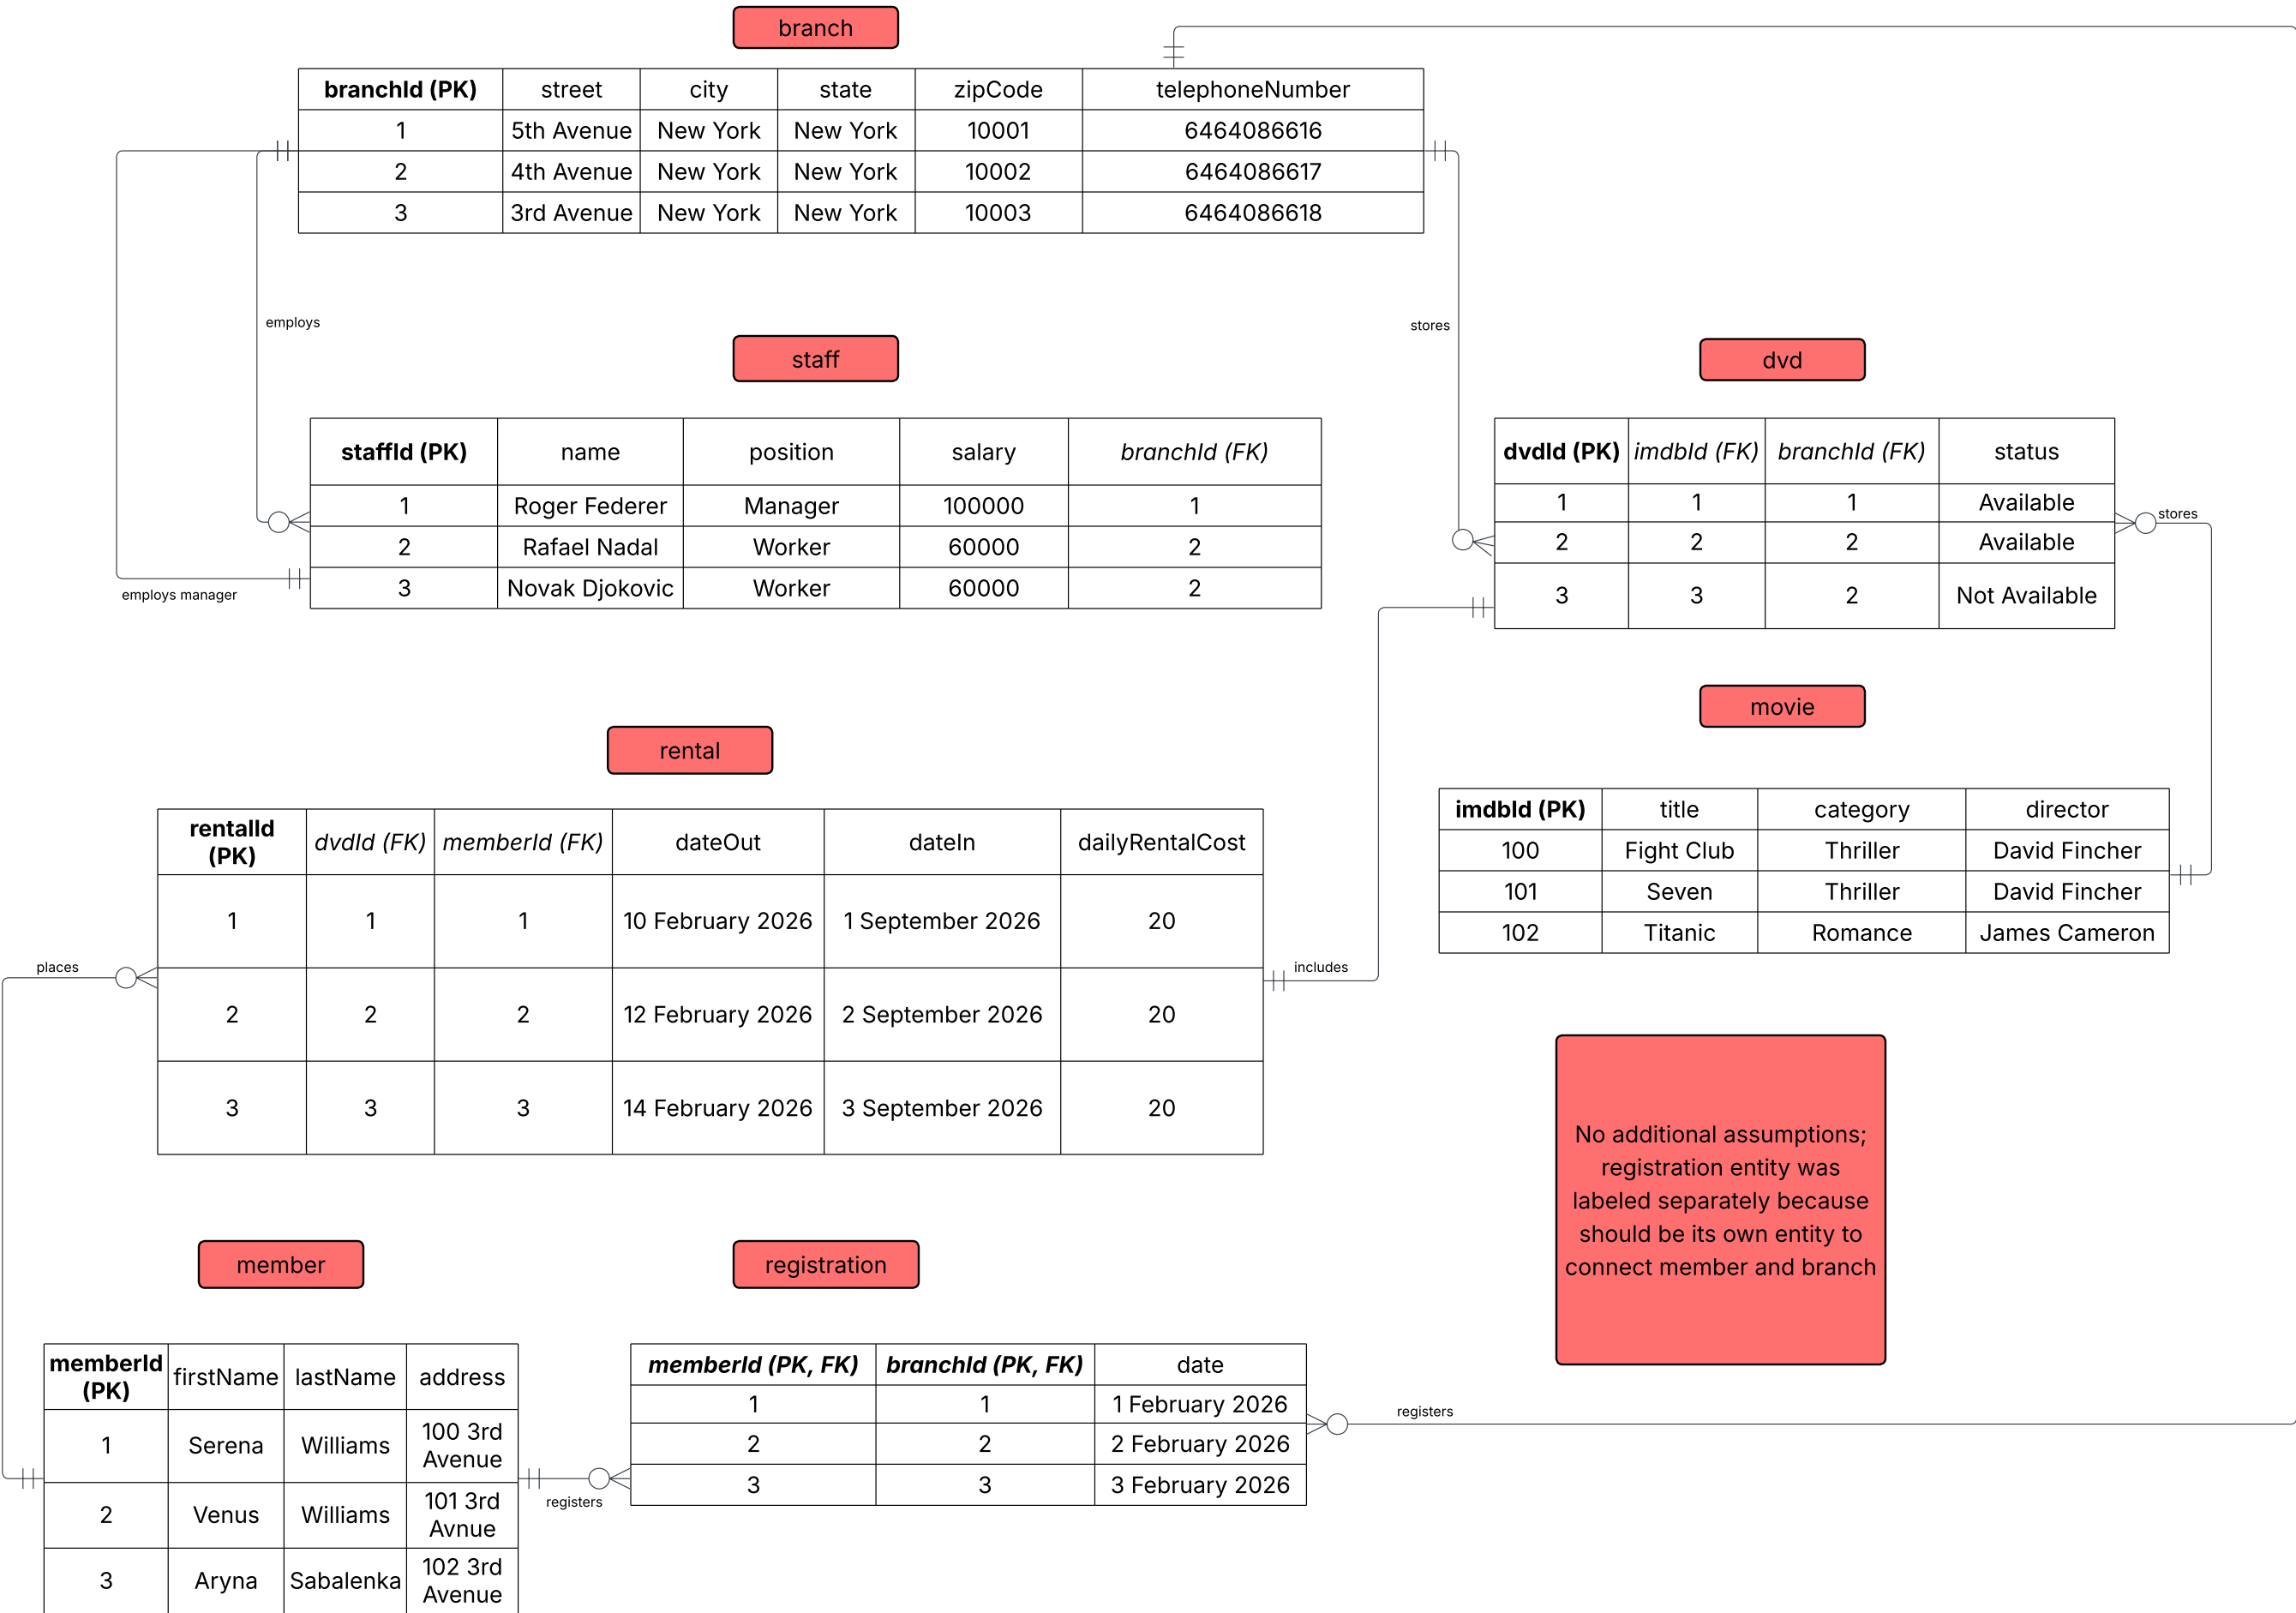 branch
branchId (PK) street city state zipCode telephoneNumber
1 5th Avenue New York New York 10001 6464086616
2 4th Avenue New York New York 10002 6464086617
3 3rd Avenue New York New York 10003 6464086618
employs
stores
staff
dvd
staffId (PK) name position salary branchId (FK)
1 Roger Federer Manager 100000 1
2 Rafael Nadal Worker 60000 2
3 Novak Djokovic Worker 60000 2
employs manager
dvdId (PK) imdbId (FK) branchId (FK) status
1 1 1 Available
2 2 2 Available
3 3 2 Not Available
stores
movie
imdbId (PK) title category director
100 Fight Club Thriller David Fincher
101 Seven Thriller David Fincher
102 Titanic Romance James Cameron
rental
rentalId
(PK) dvdId (FK) memberId (FK) dateOut dateIn dailyRentalCost
1 1 1 10 February 2026 1 September 2026 20
2 2 2 12 February 2026 2 September 2026 20
3 3 3 14 February 2026 3 September 2026 20
places
includes
No additional assumptions;
registration entity was
labeled separately because
should be its own entity to
connect member and branch
member
registration
memberId
(PK) firstName lastName address
1 Serena Williams 100 3rd
Avenue
2 Venus Williams 101 3rd
Avnue
3 Aryna Sabalenka 102 3rd
Avenue
registers
memberId (PK, FK) branchId (PK, FK) date
1 1 1 February 2026
2 2 2 February 2026
3 3 3 February 2026
registers